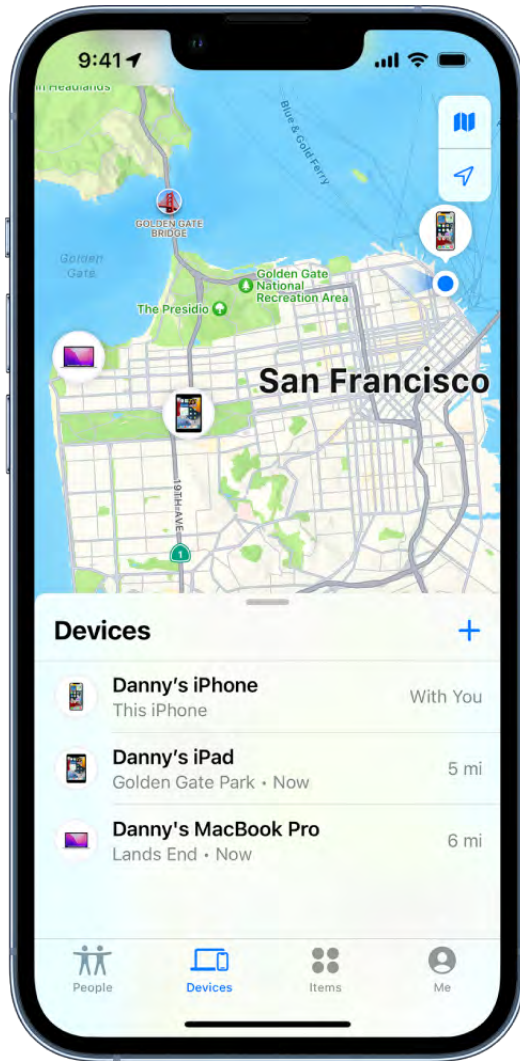 9:41
in Headlands
Blue & Gold Ferry
GOLDEN GATE
BRIDGE
Golden
Gate
Golden Gate
National
Recreation Area
The Presidio
San Francisco
19TH-AVE
1
Devices
Danny’s iPhone
This iPhone
With You
Danny’s iPad
Golden Gate Park • Now
5 mi
Danny's MacBook Pro
Lands End • Now
6 mi
People
Devices
Items
Me